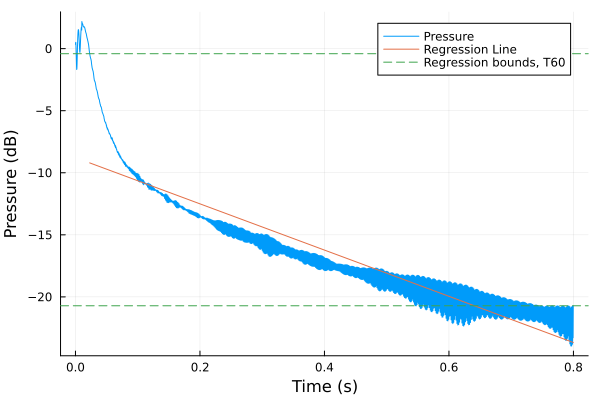 Pressure
Regression Line
Regression bounds, T60
Pressure (dB)
0
−5
−10
−15
−20
0.0 0.2 0.4 0.6 0.8
Time (s)